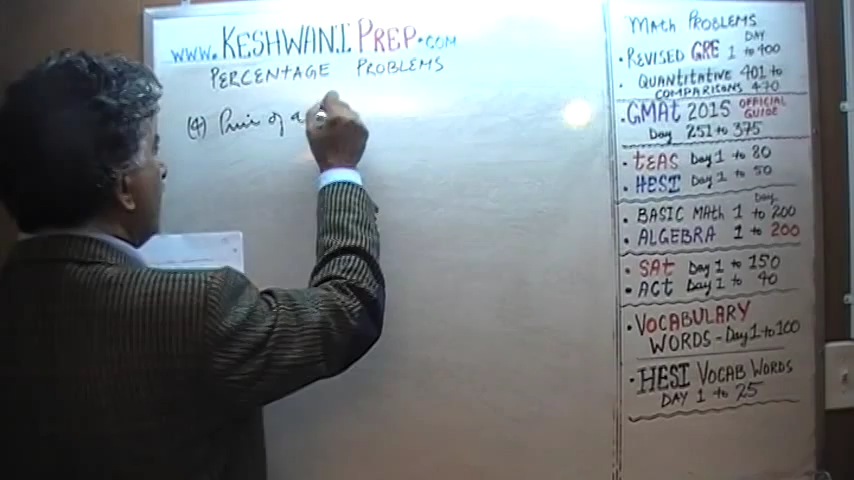 www.KESHWANIPREP.COM
PERCENTAGE PROBLEMS
(4) Price of a
MATH PROBLEMS
DAY
• REVISED GRE 1 to 400
• QUANTITATIVE 401 to
COMPARISONS 470
• GMAt 2015 OFFICIAL GUIDE
Day 251 to 375
• tEAS Day 1 to 80
• HESI Day 1 to 50
Day
• BASIC MAth 1 to 200
• ALGEBRA 1 to 200
• SAt Day 1 to 150
• ACt Day 1 to 40
• VOCABULARY
WORDS - Day 1 to 100
• HESI VOCAB WORDS
DAY 1 to 25